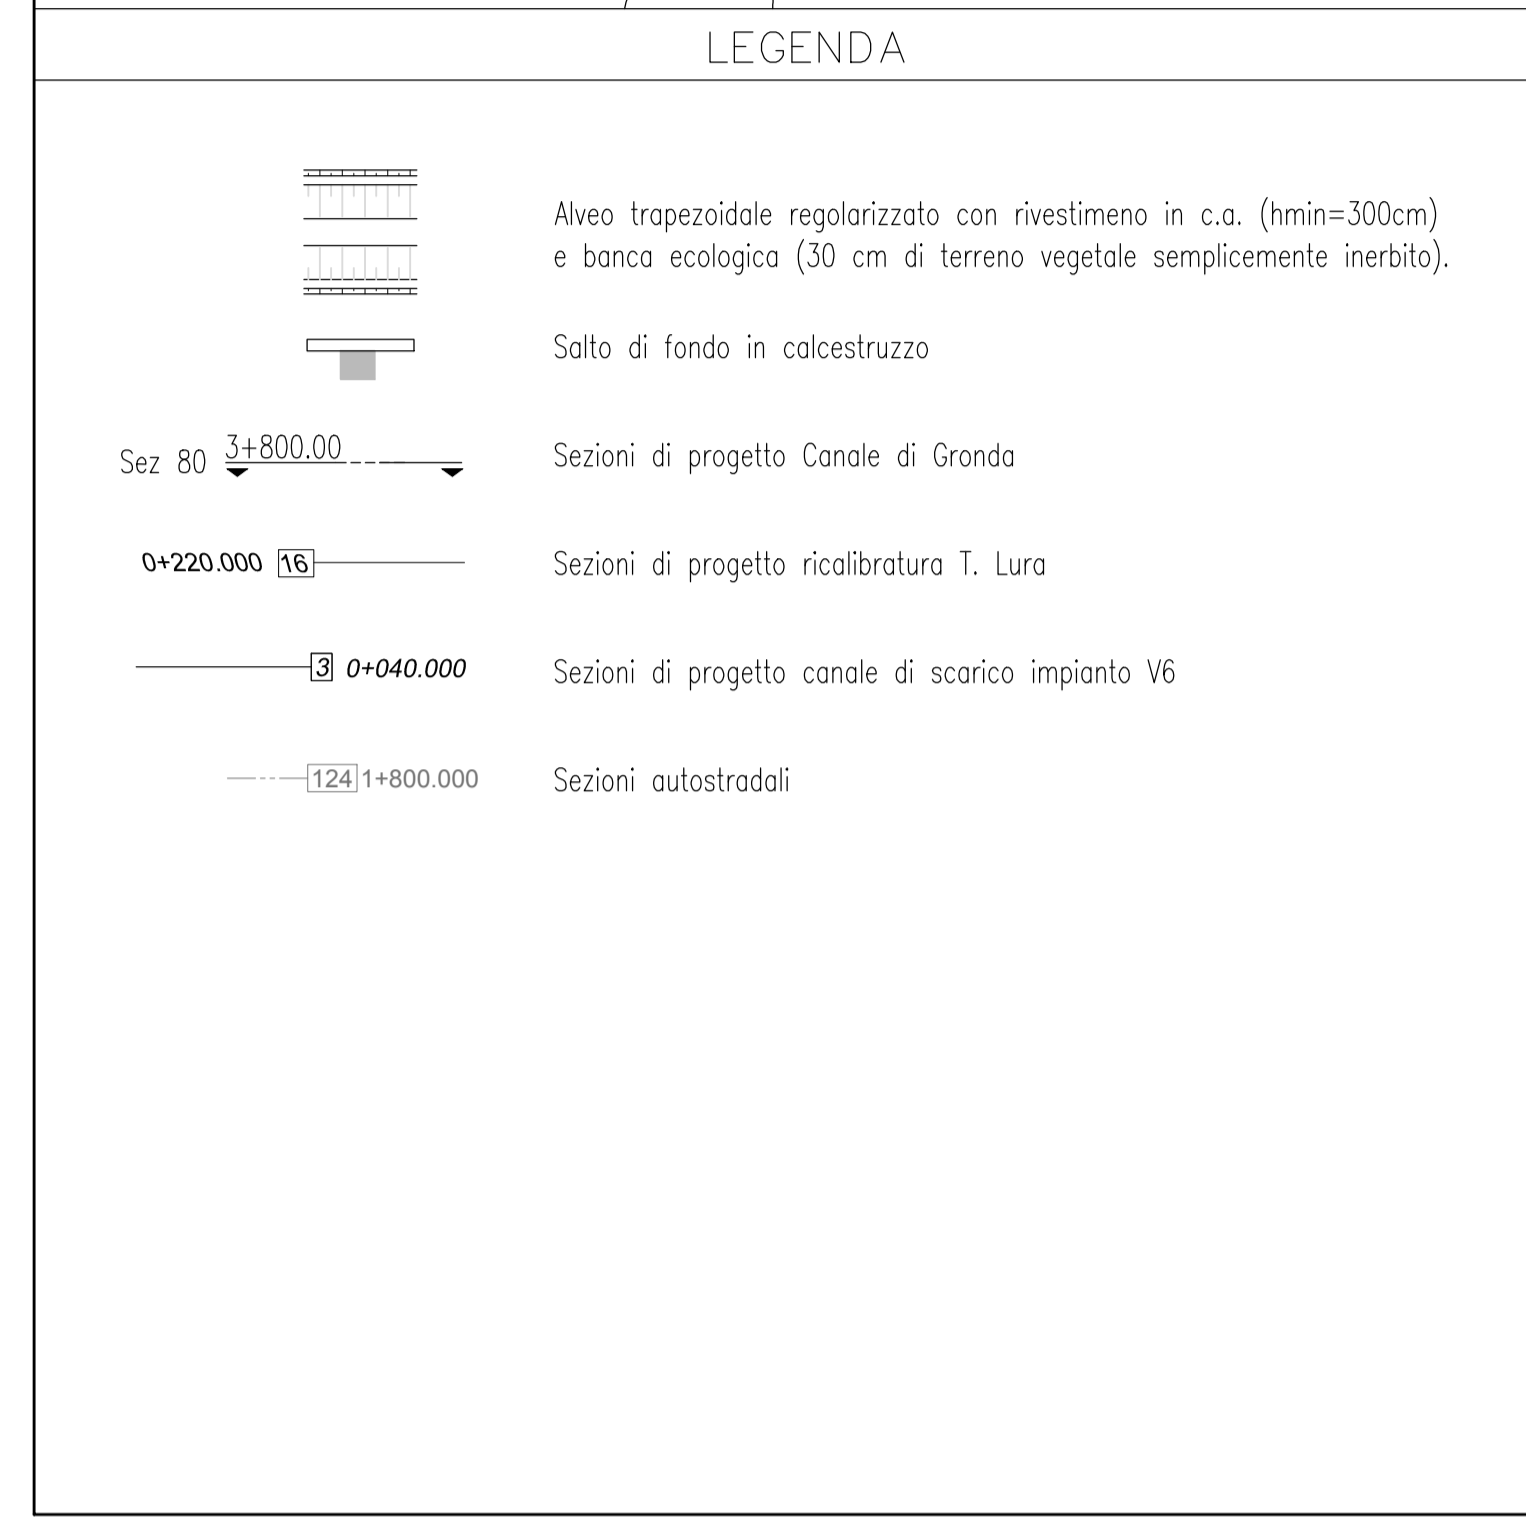 LEGENDA
Alveo trapezoidale regolarizzato con rivestimeno in c.a. (hmin=300cm)
e banca ecologica (30 cm di terreno vegetale semplicemente inerbito).
Salto di fondo in calcestruzzo
Sez 80 3+800.00 Sezioni di progetto Canale di Gronda
0+220.000 16 Sezioni di progetto ricalibratura T. Lura
3 0+040.000 Sezioni di progetto canale di scarico impianto V6
124 1+800.000 Sezioni autostradali